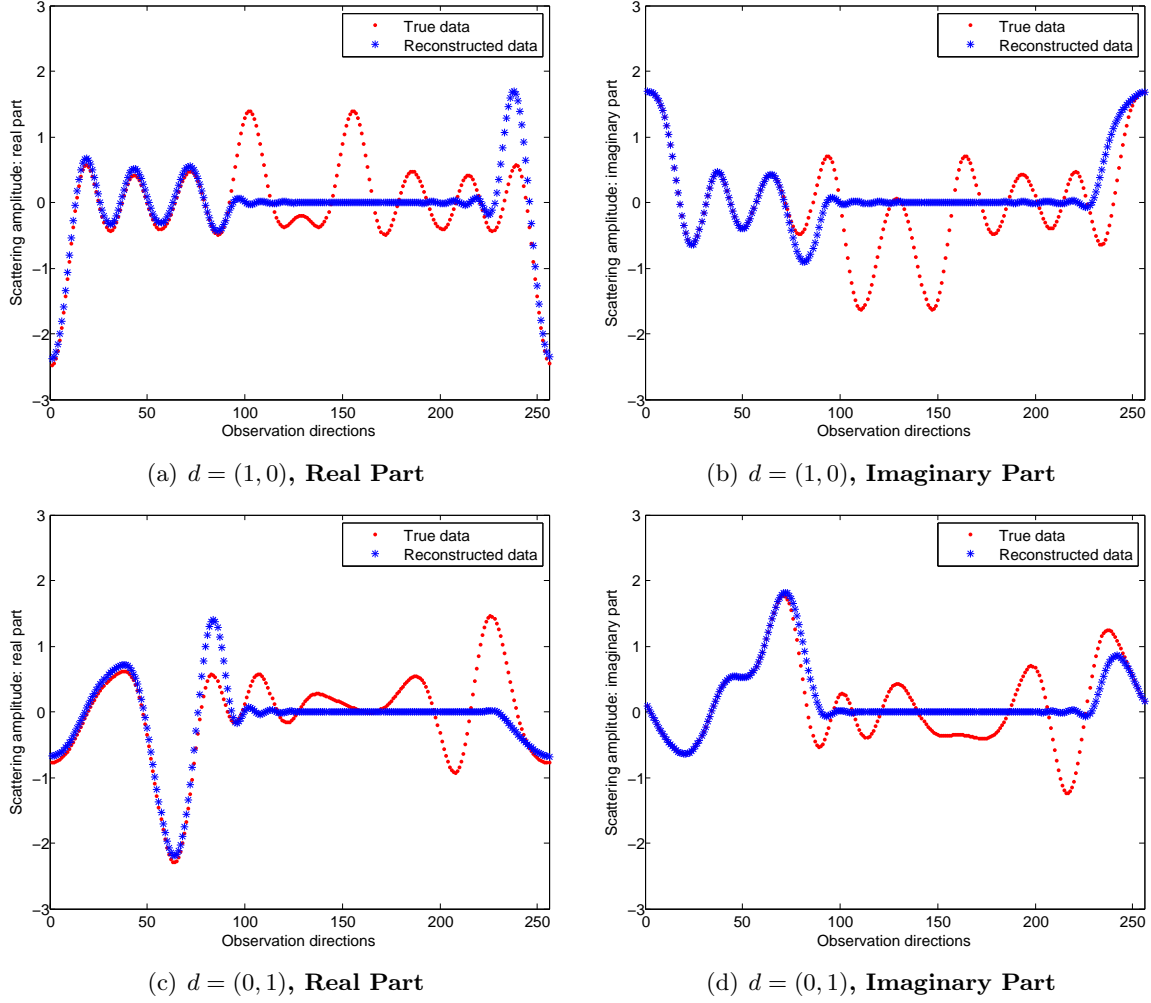 3
2
1
0
−1
−2
−3
0 50 100 150 200 250
Scattering amplitude: real part
Observation directions
True data
Reconstructed data
(a) d = (1, 0), Real Part
3
2
1
0
−1
−2
−3
0 50 100 150 200 250
Scattering amplitude: imaginary part
Observation directions
True data
Reconstructed data
(b) d = (1, 0), Imaginary Part
3
2
1
0
−1
−2
−3
0 50 100 150 200 250
Scattering amplitude: real part
Observation directions
True data
Reconstructed data
(c) d = (0, 1), Real Part
3
2
1
0
−1
−2
−3
0 50 100 150 200 250
Scattering amplitude: imaginary part
Observation directions
True data
Reconstructed data
(d) d = (0, 1), Imaginary Part